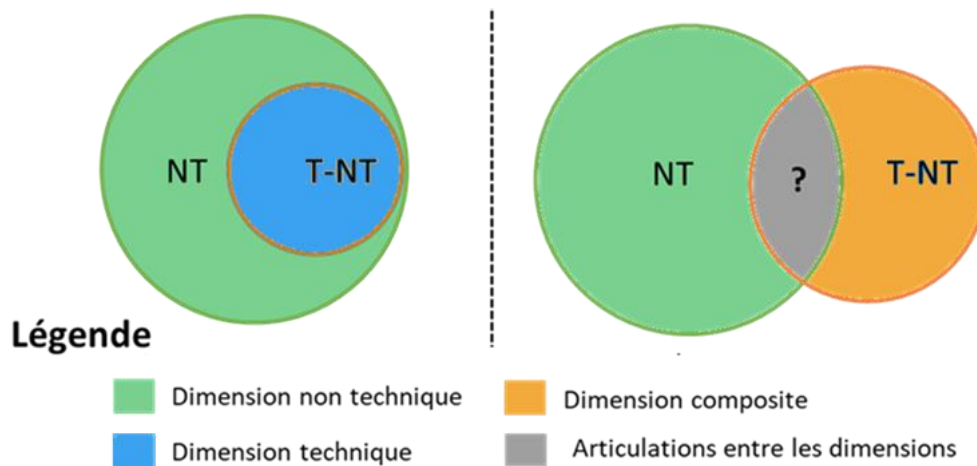 NT
T-NT
NT
?
T-NT
Légende
Dimension non technique
Dimension composite
Dimension technique
Articulations entre les dimensions